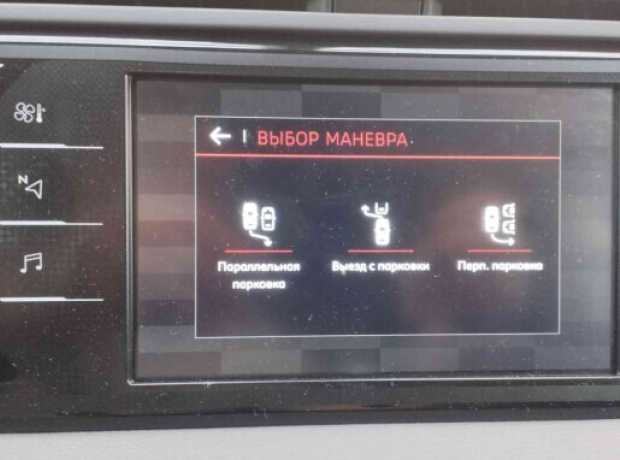 N
ВЫБОР МАНЕВРА
Параллельная
парковка
Выезд с парковки
Перп. парковка